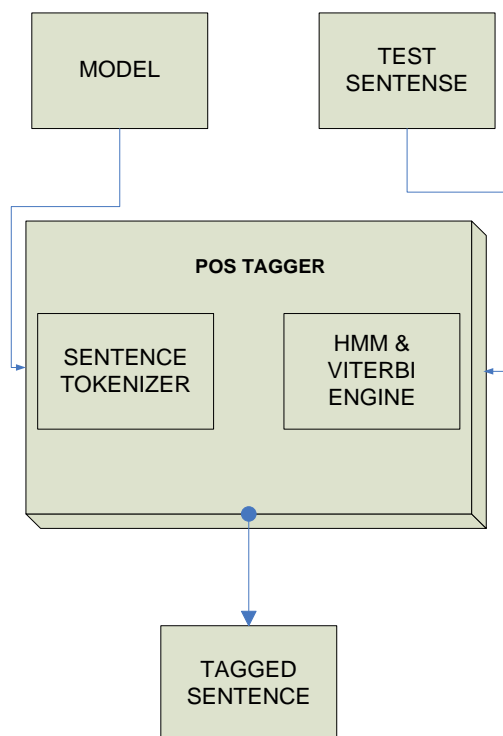 MODEL
TEST
SENTENSE
POS TAGGER
SENTENCE
TOKENIZER
HMM &
VITERBI
ENGINE
TAGGED
SENTENCE